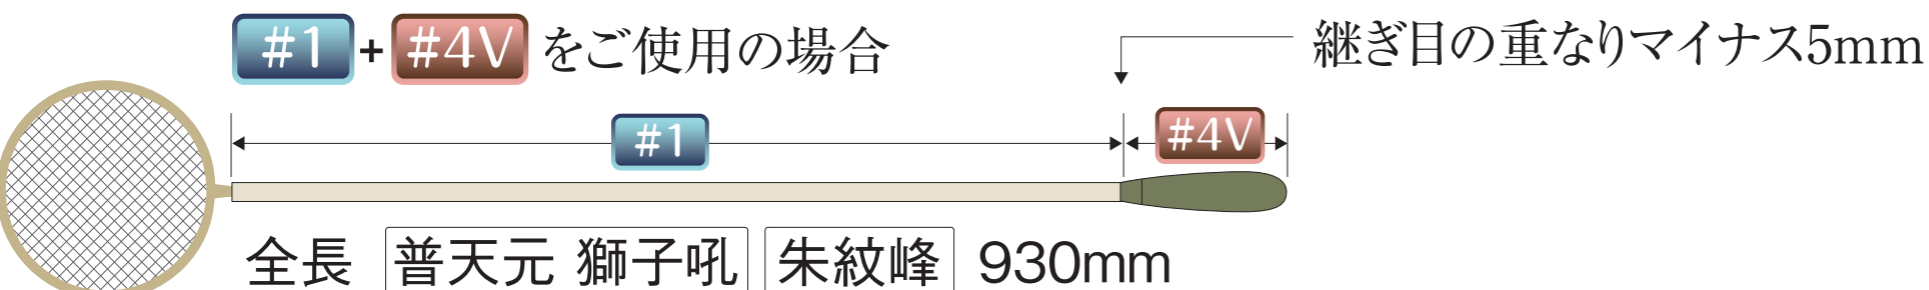 #1 + #4V をご使用の場合
継ぎ目の重なりマイナス5mm
#1
#4V
全長 普天元 獅子吼 朱紋峰 930mm